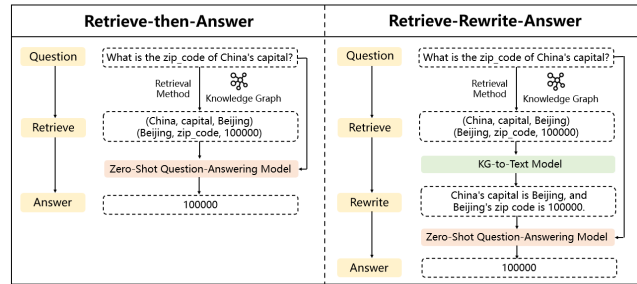 Retrieve-then-Answer
Question
What is the zip_code of China's capital?
Retrieval
Method
Knowledge Graph
Retrieve
(China, capital, Beijing)
(Beijing, zip_code, 100000)
Zero-Shot Question-Answering Model
Answer
100000
Retrieve-Rewrite-Answer
Question
What is the zip_code of China's capital?
Retrieval
Method
Knowledge Graph
Retrieve
(China, capital, Beijing)
(Beijing, zip_code, 100000)
KG-to-Text Model
Rewrite
China's capital is Beijing, and
Beijing's zip code is 100000.
Zero-Shot Question-Answering Model
Answer
100000